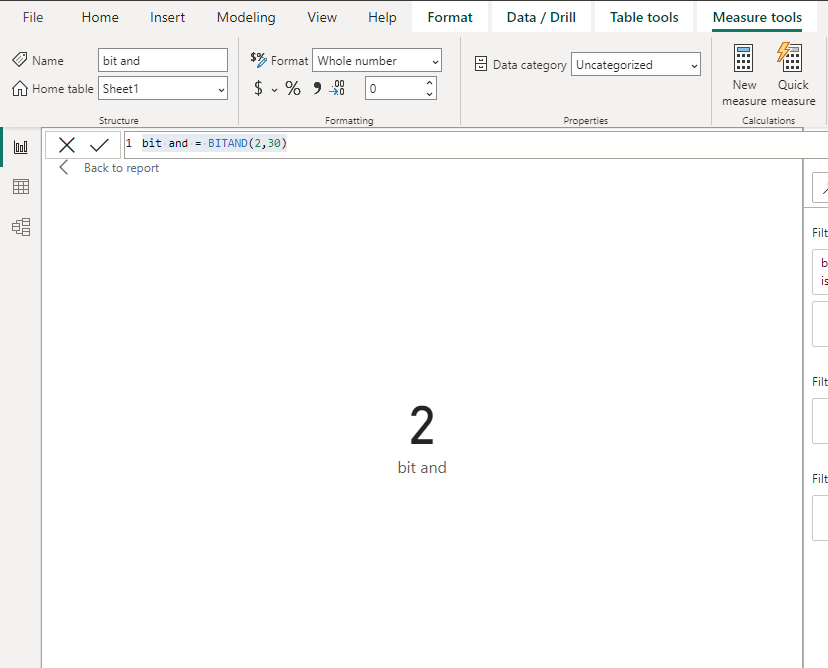 File Home Insert Modeling View Help Format Data / Drill Table tools Measure tools
Name bit and
Home table Sheet1
Structure
$% Format Whole number
$ % 9 .00 0
Formatting
Data category Uncategorized
Properties
New measure
Quick measure
Calculations
1 bit and = BITAND(2,30)
Back to report
2
bit and
Filt
b
is
Filt
Filt